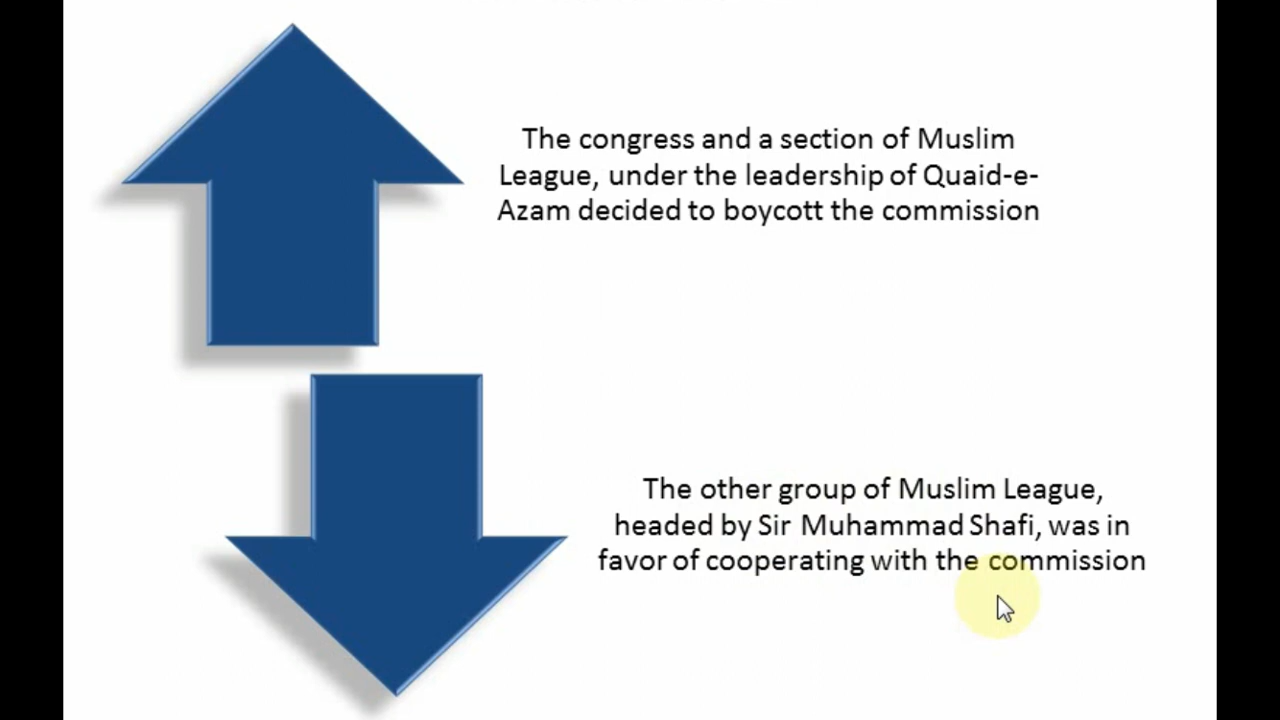 The congress and a section of Muslim
League, under the leadership of Quaid-e-
Azam decided to boycott the commission
The other group of Muslim League,
headed by Sir Muhammad Shafi, was in
favor of cooperating with the commission